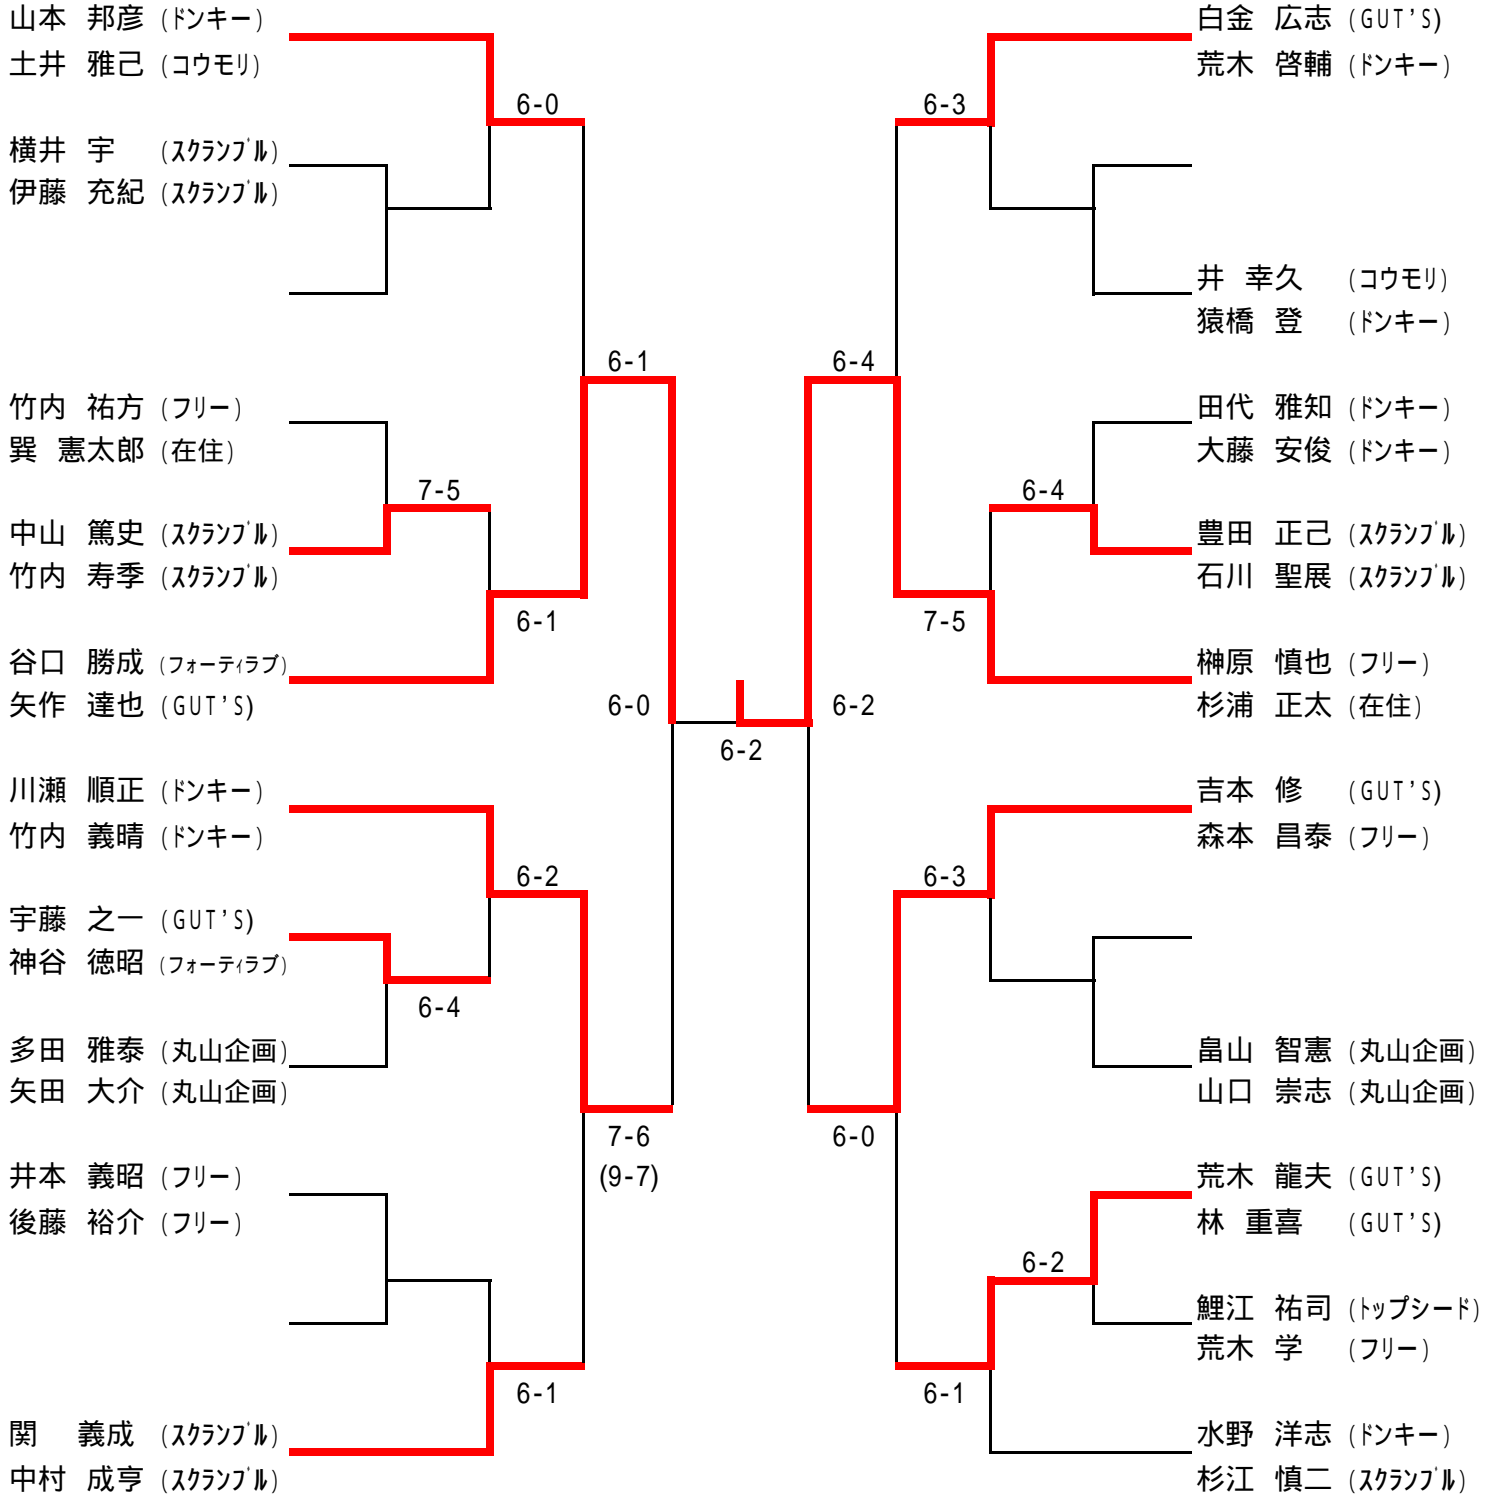 山本 邦彦 (ドンキー)
土井 雅己 (コウモリ)
6-0
横井 宇 (スクランブル)
伊藤 充紀 (スクランブル)
6-1
竹内 祐方 (フリー)
巽 憲太郎 (在住)
7-5
中山 篤史 (スクランブル)
竹内 寿季 (スクランブル)
6-1
谷口 勝成 (フォーティラブ)
矢作 達也 (GUT'S)
6-0
川瀬 順正 (ドンキー)
竹内 義晴 (ドンキー)
6-2
宇藤 之一 (GUT'S)
神谷 徳昭 (フォーティラブ)
6-4
多田 雅泰 (丸山企画)
矢田 大介 (丸山企画)
7-6
(9-7)
井本 義昭 (フリー)
後藤 裕介 (フリー)
6-1
関 義成 (スクランブル)
中村 成亨 (スクランブル)
6-2
白金 広志 (GUT'S)
荒木 啓輔 (ドンキー)
6-3
井 幸久 (コウモリ)
猿橋 登 (ドンキー)
6-4
田代 雅知 (ドンキー)
大藤 安俊 (ドンキー)
6-4
豊田 正己 (スクランブル)
石川 聖展 (スクランブル)
7-5
榊原 慎也 (フリー)
杉浦 正太 (在住)
6-2
吉本 修 (GUT'S)
森本 昌泰 (フリー)
6-3
畠山 智憲 (丸山企画)
山口 崇志 (丸山企画)
6-0
荒木 龍夫 (GUT'S)
林 重喜 (GUT'S)
6-2
鯉江 祐司 (トップシード)
荒木 学 (フリー)
6-1
水野 洋志 (ドンキー)
杉江 慎二 (スクランブル)